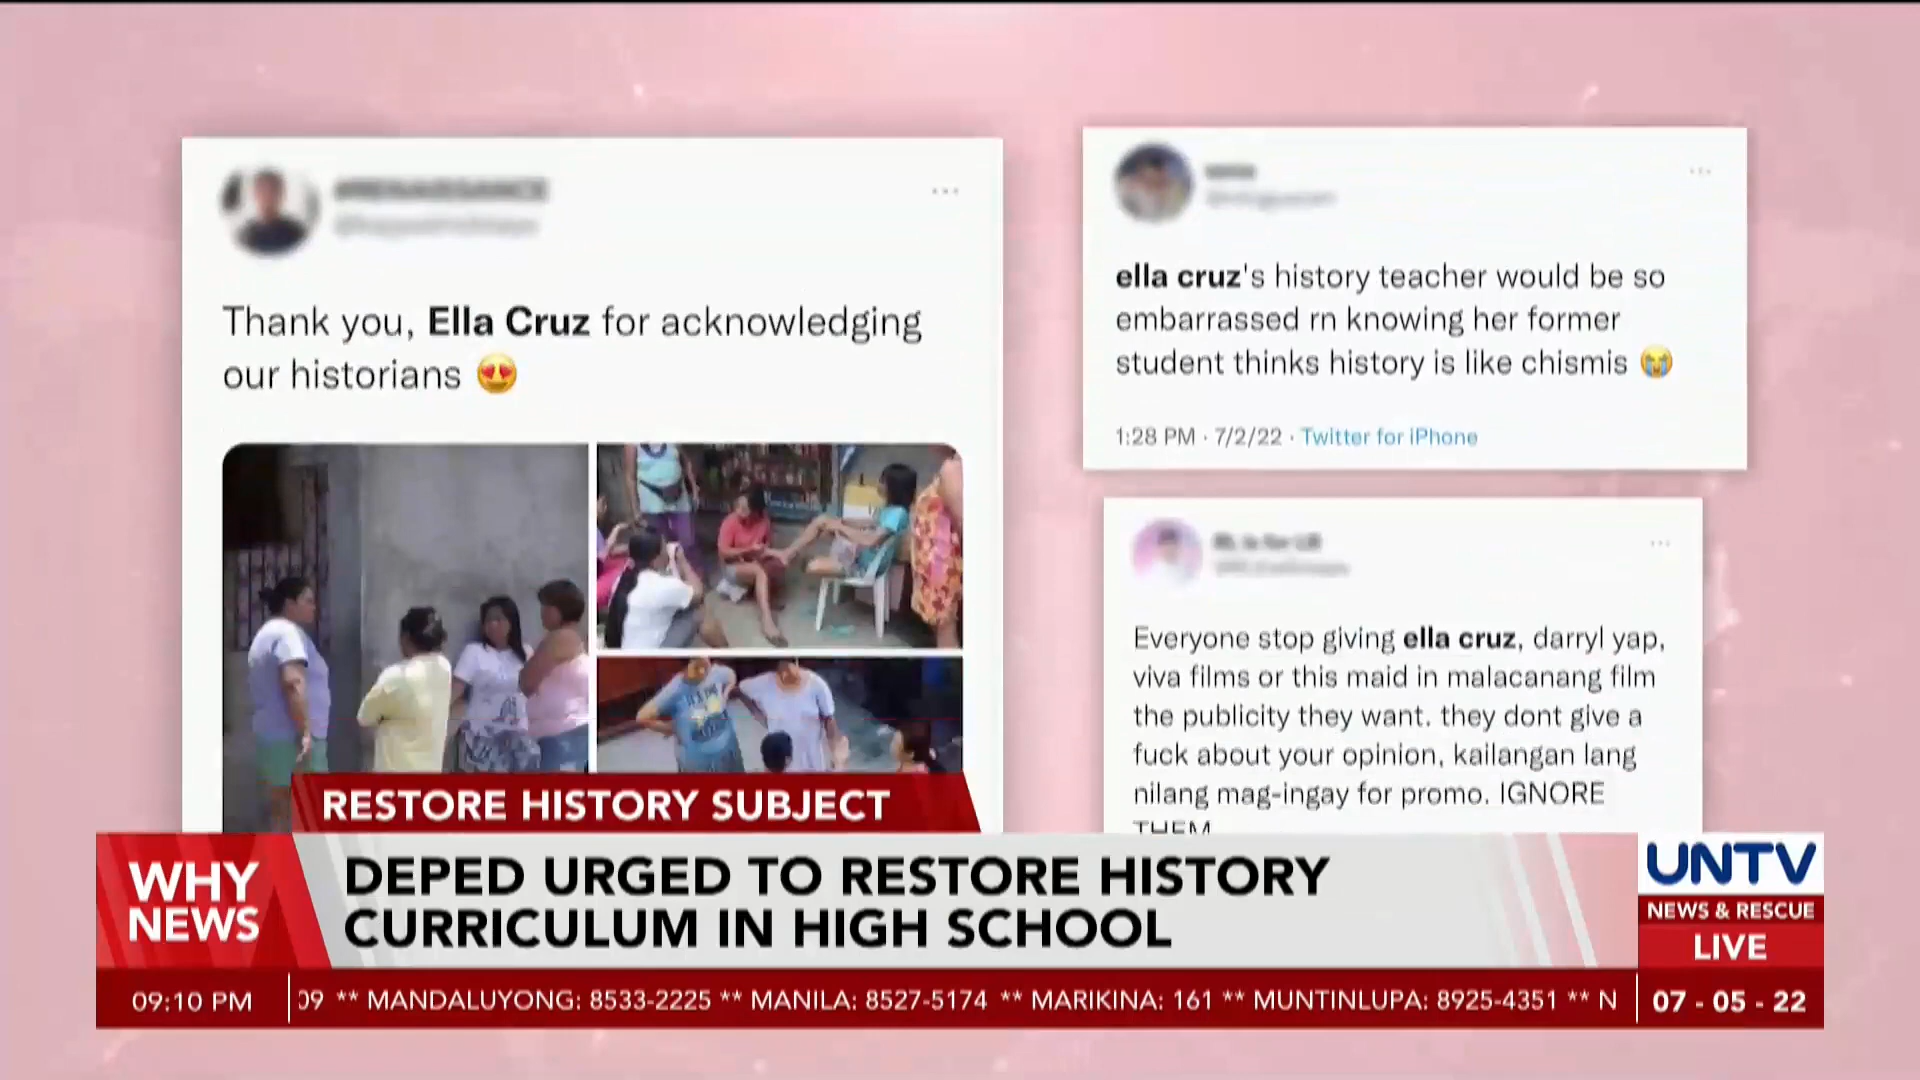 Thank you, Ella Cruz for acknowledging
our historians 😍
ella cruz's history teacher would be so
embarrassed rn knowing her former
student thinks history is like chismis 😭
1:28 PM · 7/2/22 · Twitter for iPhone
Everyone stop giving ella cruz, darryl yap,
viva films or this maid in malacanang film
the publicity they want. they dont give a
fuck about your opinion, kailangan lang
nilang mag-ingay for promo. IGNORE
THEM
RESTORE HISTORY SUBJECT
WHY
NEWS
DEPED URGED TO RESTORE HISTORY
CURRICULUM IN HIGH SCHOOL
UNTV
NEWS & RESCUE
LIVE
09:10 PM
09 ** MANDALUYONG: 8533-2225 ** MANILA: 8527-5174 ** MARIKINA: 161 ** MUNTINLUPA: 8925-4351 ** N
07 - 05 - 22